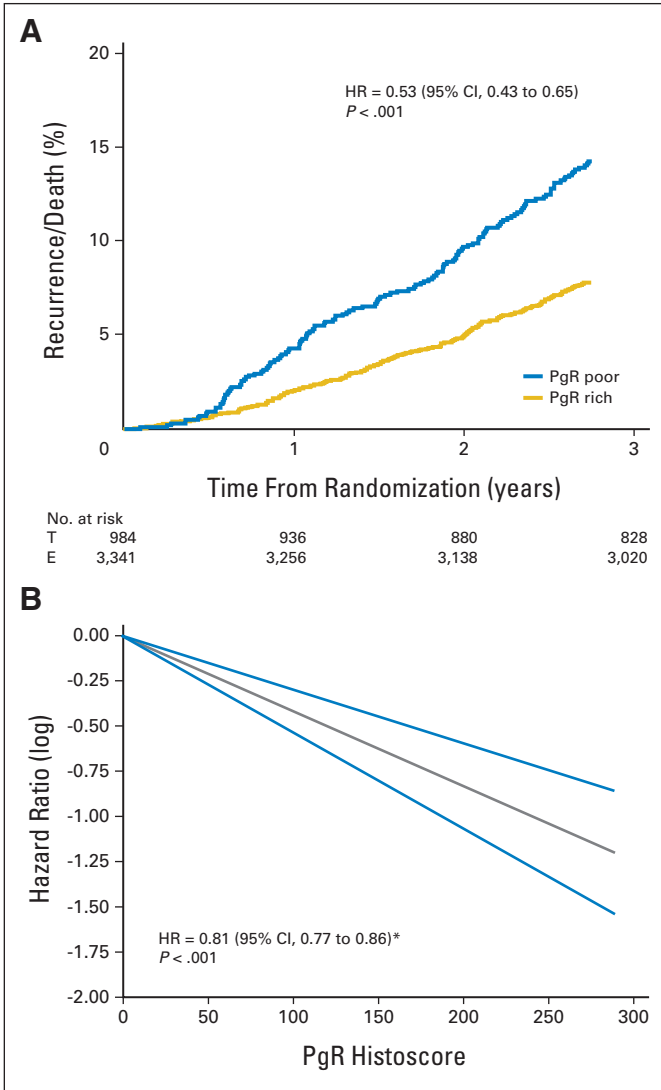 A
20
15
10
5
0
1
2
3
Recurrence/Death (%)
HR = 0.53 (95% CI, 0.43 to 0.65)
P < .001
PgR poor
PgR rich
Time From Randomization (years)
No. at risk
T 984 936 880 828
E 3,341 3,256 3,138 3,020
B
0.00
-0.25
-0.50
-0.75
-1.00
-1.25
-1.50
-1.75
-2.00
Hazard Ratio (log)
HR = 0.81 (95% CI, 0.77 to 0.86)*
P < .001
0 50 100 150 200 250 300
PgR Histoscore